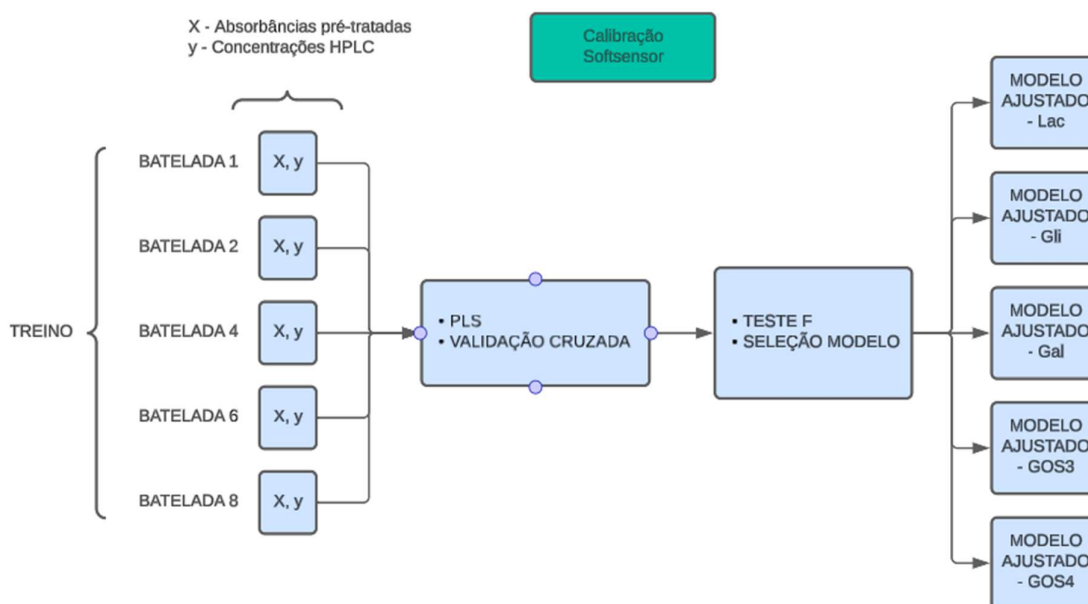 X - Absorbâncias pré-tratadas
y - Concentrações HPLC
Calibração
Softsensor
TREINO
BATELADA 1
X, y
BATELADA 2
X, y
BATELADA 4
X, y
BATELADA 6
X, y
BATELADA 8
X, y
• PLS
• VALIDAÇÃO CRUZADA
• TESTE F
• SELEÇÃO MODELO
MODELO
AJUSTADO
- Lac
MODELO
AJUSTADO
- Gli
MODELO
AJUSTADO
- Gal
MODELO
AJUSTADO
- GOS3
MODELO
AJUSTADO
- GOS4